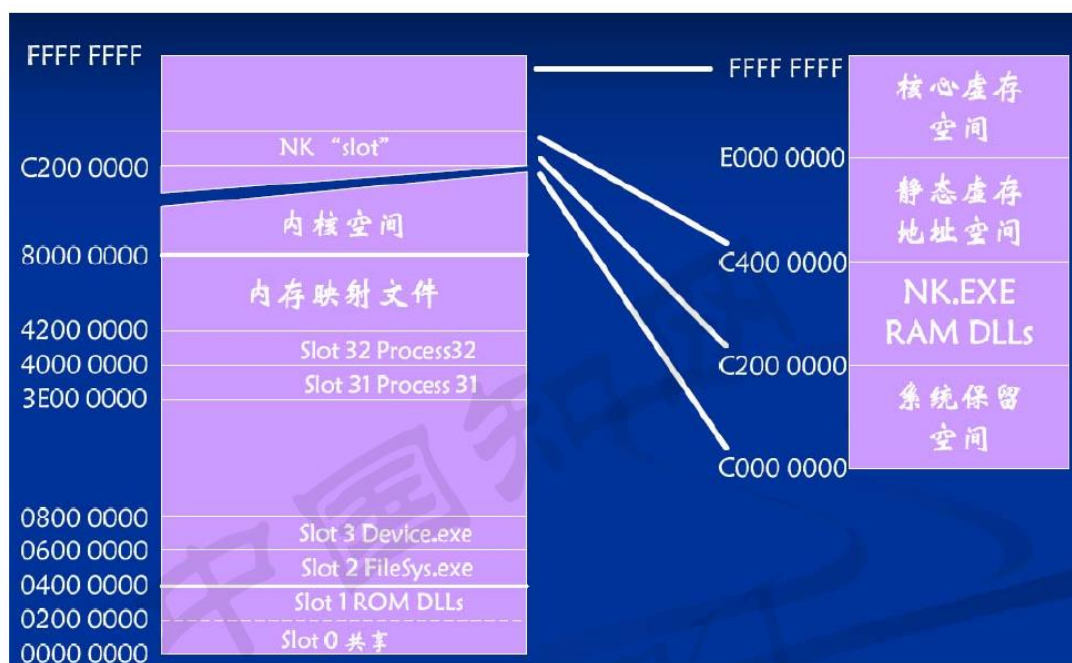 FFFF FFFF
NK “slot”
C200 0000
内核空间
8000 0000
内存映射文件
4200 0000
Slot 32 Process32
4000 0000
Slot 31 Process 31
3E00 0000
0800 0000
Slot 3 Device.exe
0600 0000
Slot 2 FileSys.exe
0400 0000
Slot 1 ROM DLLs
0200 0000
Slot 0 共享
0000 0000
FFFF FFFF
核心虚存
空间
E000 0000
静态虚存
地址空间
C400 0000
NK.EXE
RAM DLLs
C200 0000
系统保留
空间
C000 0000
中国知网